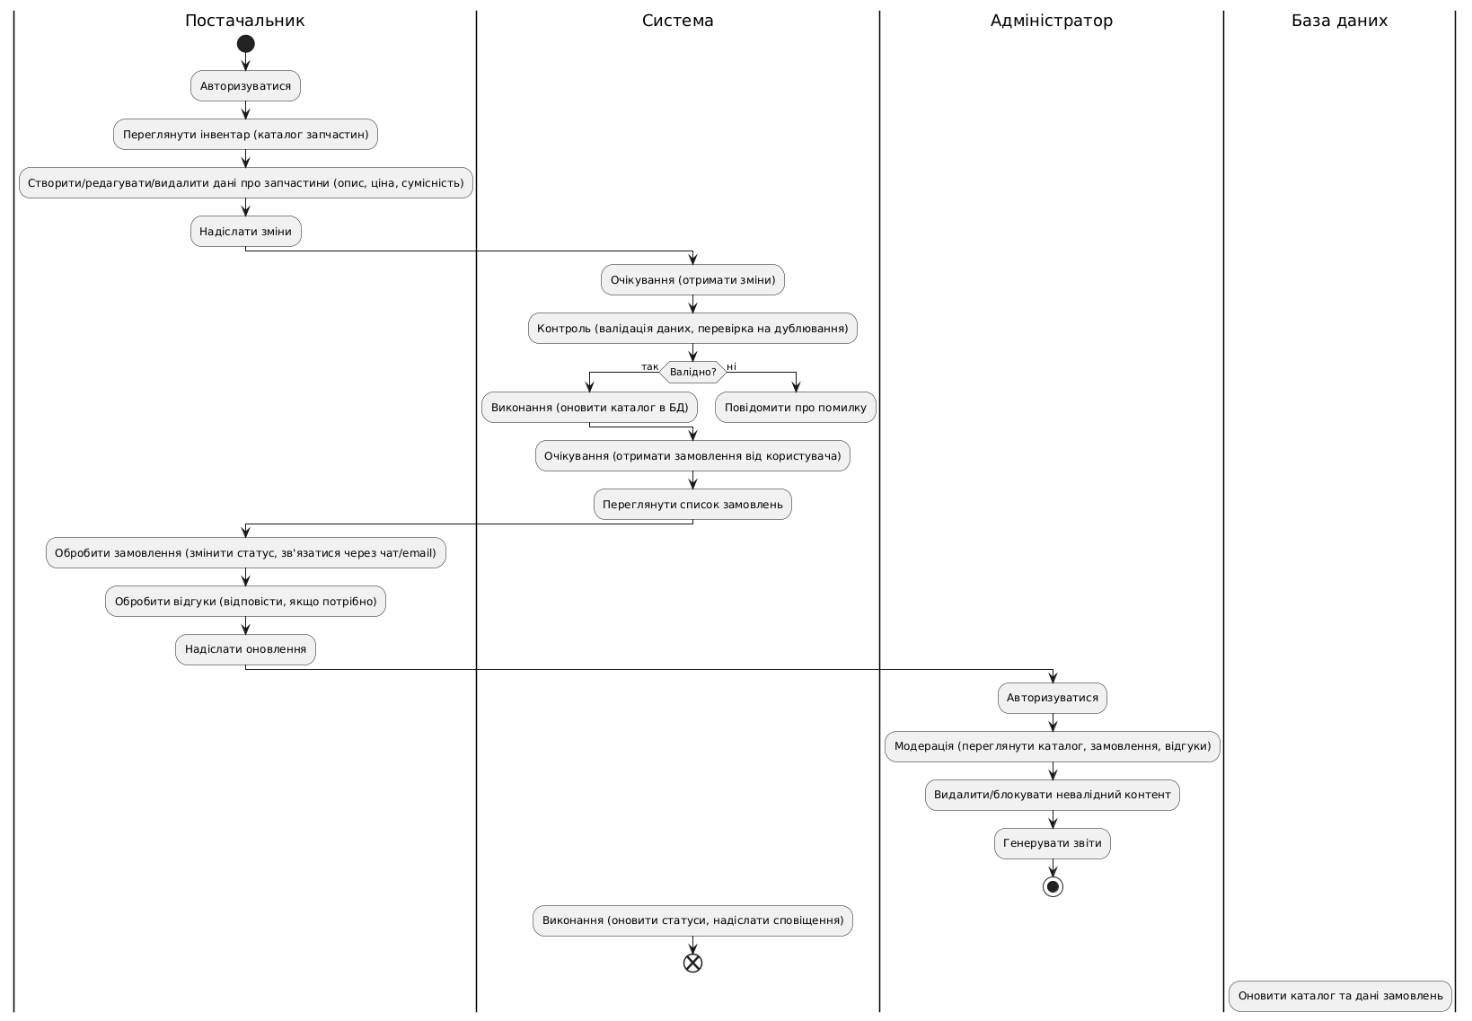 Постачальник
Система
Адміністратор
База даних
Авторизуватися
Переглянути інвентар (каталог запчастин)
Створити/редагувати/видалити дані про запчастини (опис, ціна, сумісність)
Надіслати зміни
Очікування (отримати зміни)
Контроль (валідація даних, перевірка на дублювання)
так
Валідно?
ні
Виконання (оновити каталог в БД)
Повідомити про помилку
Очікування (отримати замовлення від користувача)
Переглянути список замовлень
Обробити замовлення (змінити статус, зв'язатися через чат/email)
Обробити відгуки (відповісти, якщо потрібно)
Надіслати оновлення
Авторизуватися
Модерація (переглянути каталог, замовлення, відгуки)
Видалити/блокувати невалідний контент
Генерувати звіти
Виконання (оновити статуси, надіслати сповіщення)
Оновити каталог та дані замовлень